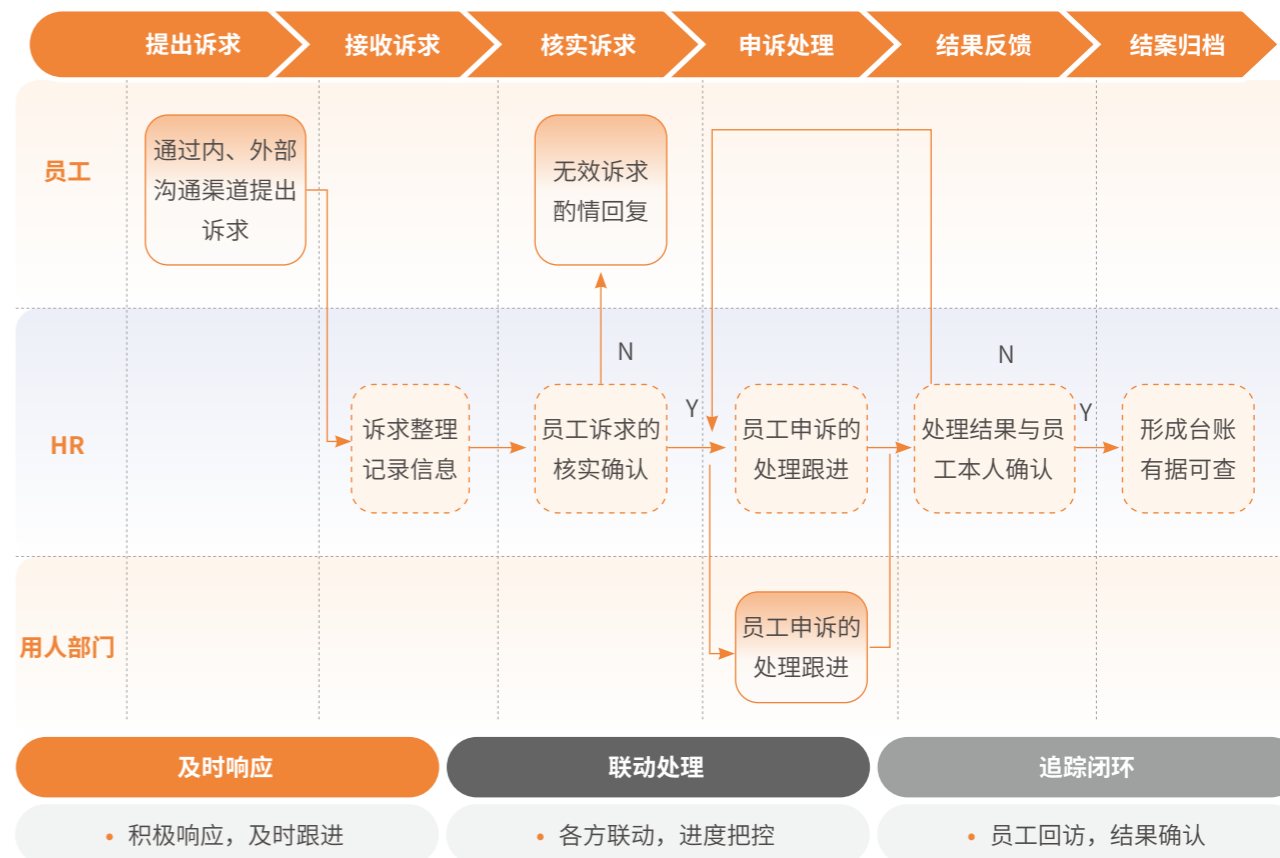 提出诉求
接收诉求
核实诉求
申诉处理
结果反馈
结案归档
员工
通过内、外部
沟通渠道提出
诉求
无效诉求
酌情回复
N
N
Y
Y
HR
诉求整理
记录信息
员工诉求的
核实确认
员工申诉的
处理跟进
处理结果与员
工本人确认
形成台账
有据可查
用人部门
员工申诉的
处理跟进
及时响应
联动处理
追踪闭环
• 积极响应，及时跟进
• 各方联动，进度把控
• 员工回访，结果确认